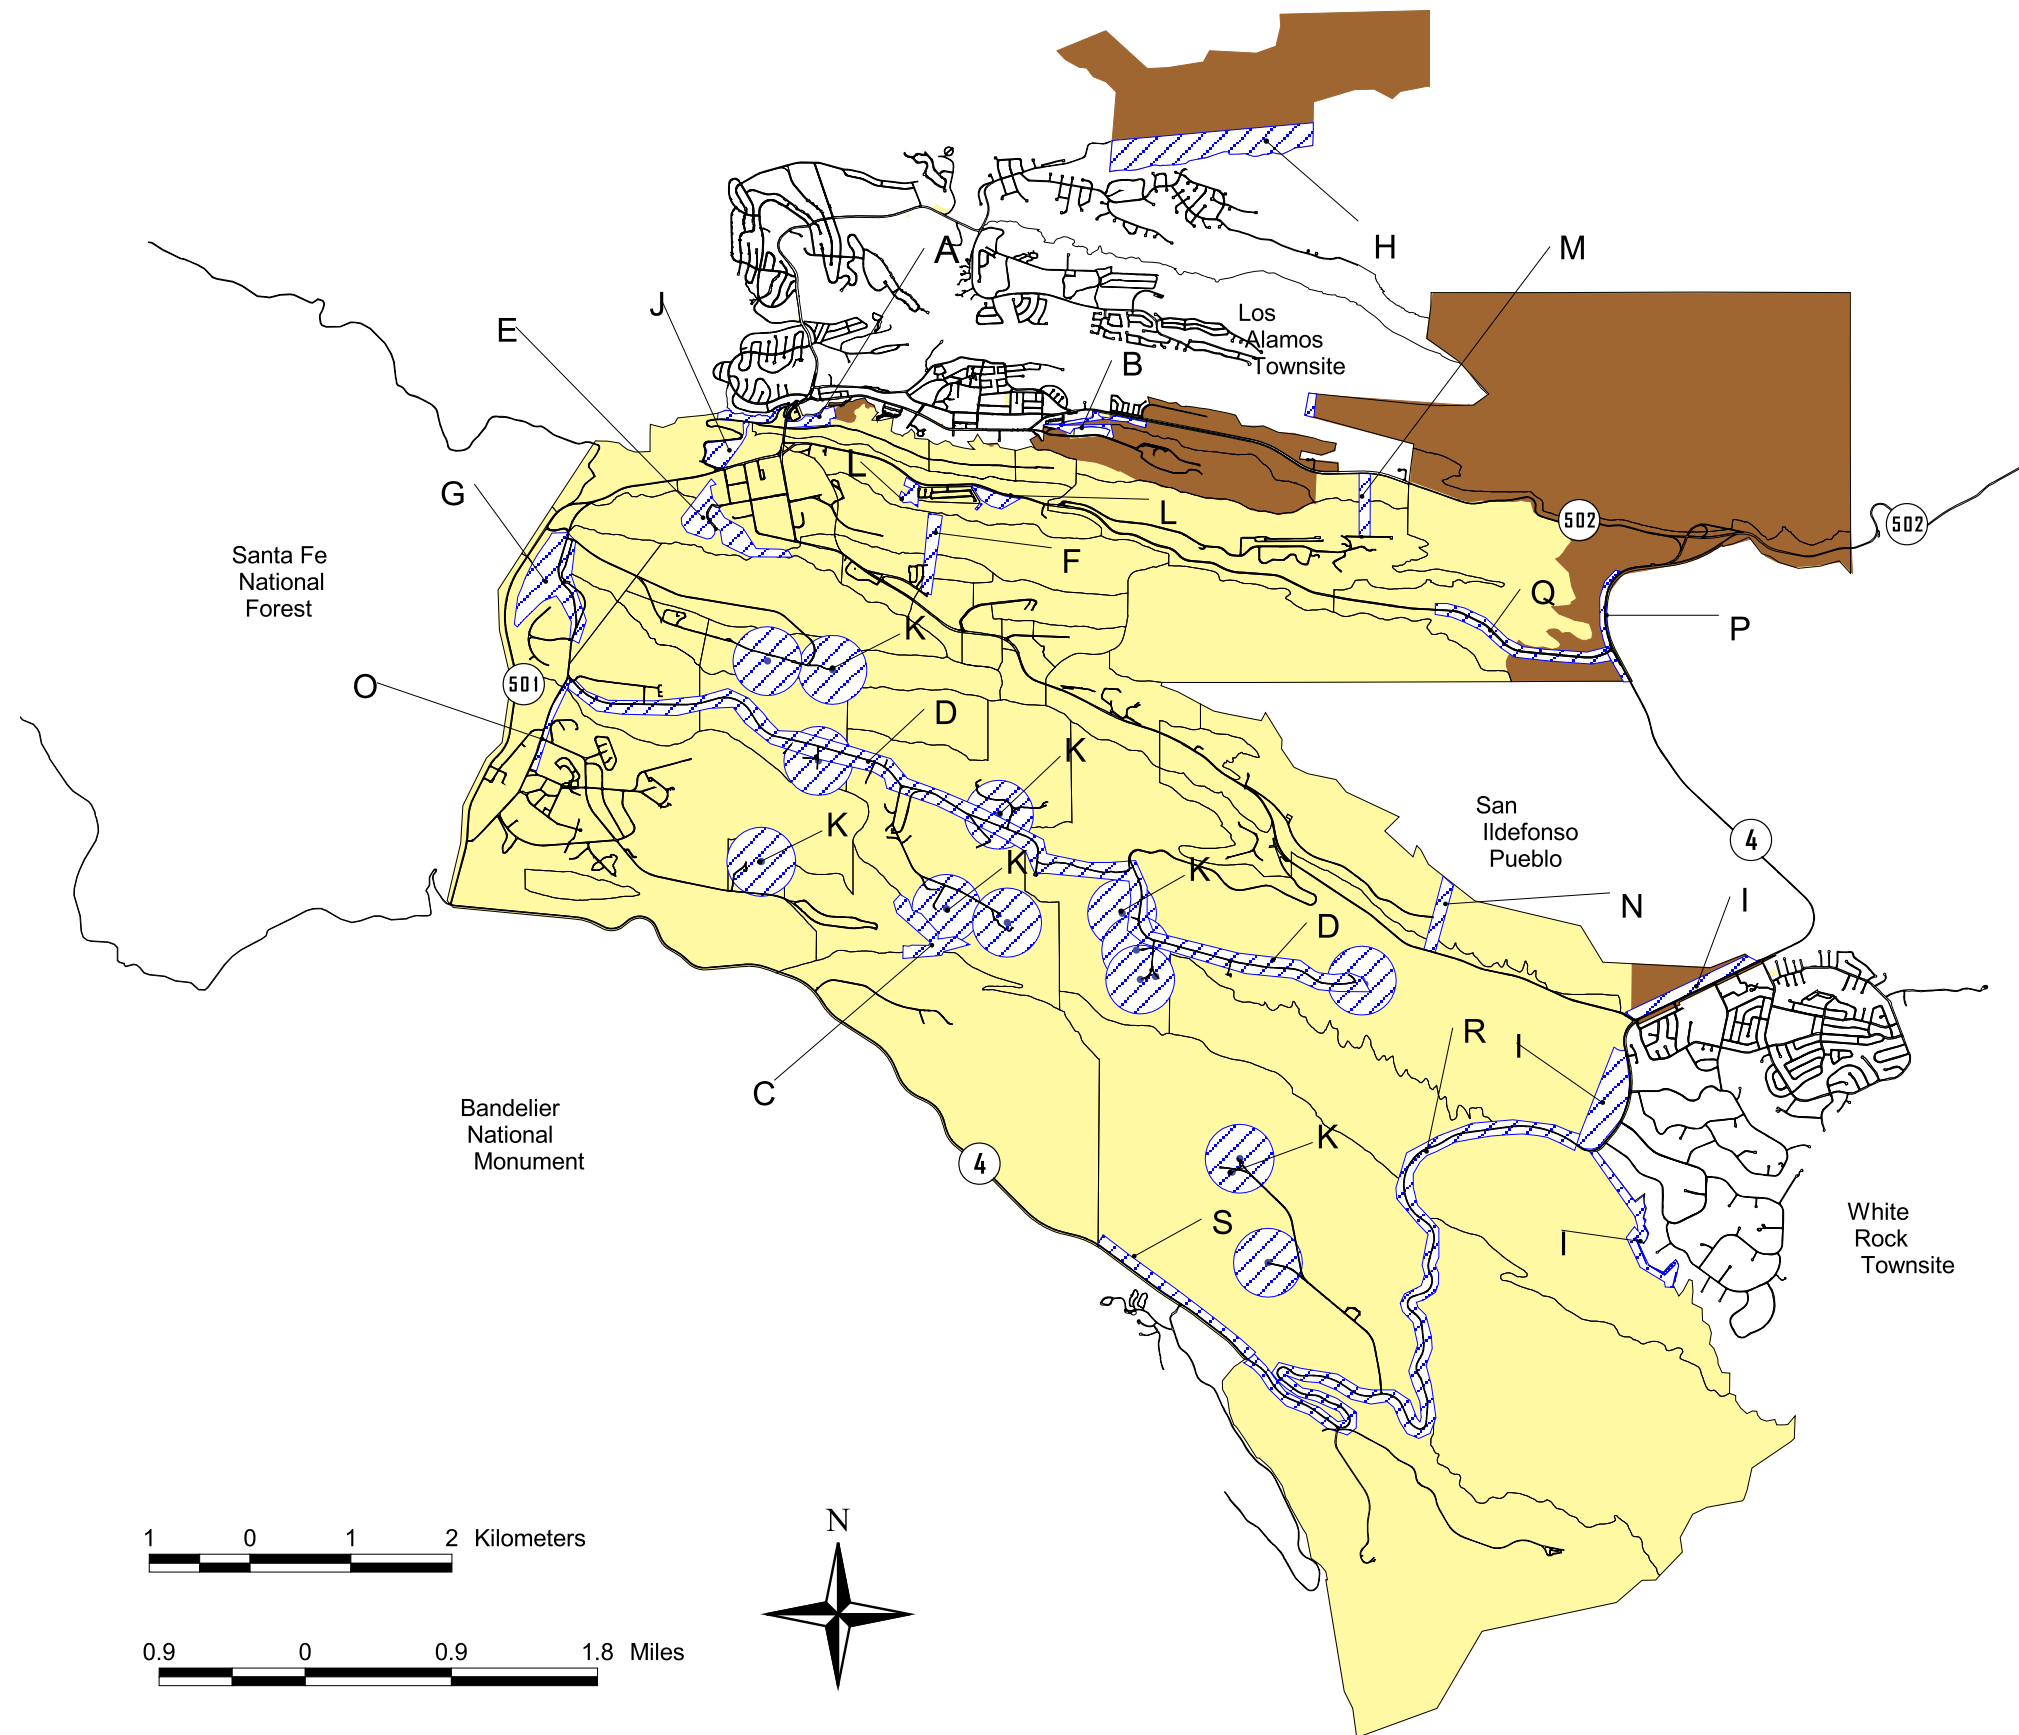 H
A
M
J
Los
Alamos
Townsite
E
B
L
G
L
502
502
Santa Fe
National
Forest
F
Q
K
P
501
O
D
K
San
Ildefonso
Pueblo
K
4
K
K
I
N
D
R
I
C
Bandelier
National
Monument
K
4
White
Rock
Townsite
S
I
N
1 0 1 2 Kilometers
0.9 0 0.9 1.8 Miles